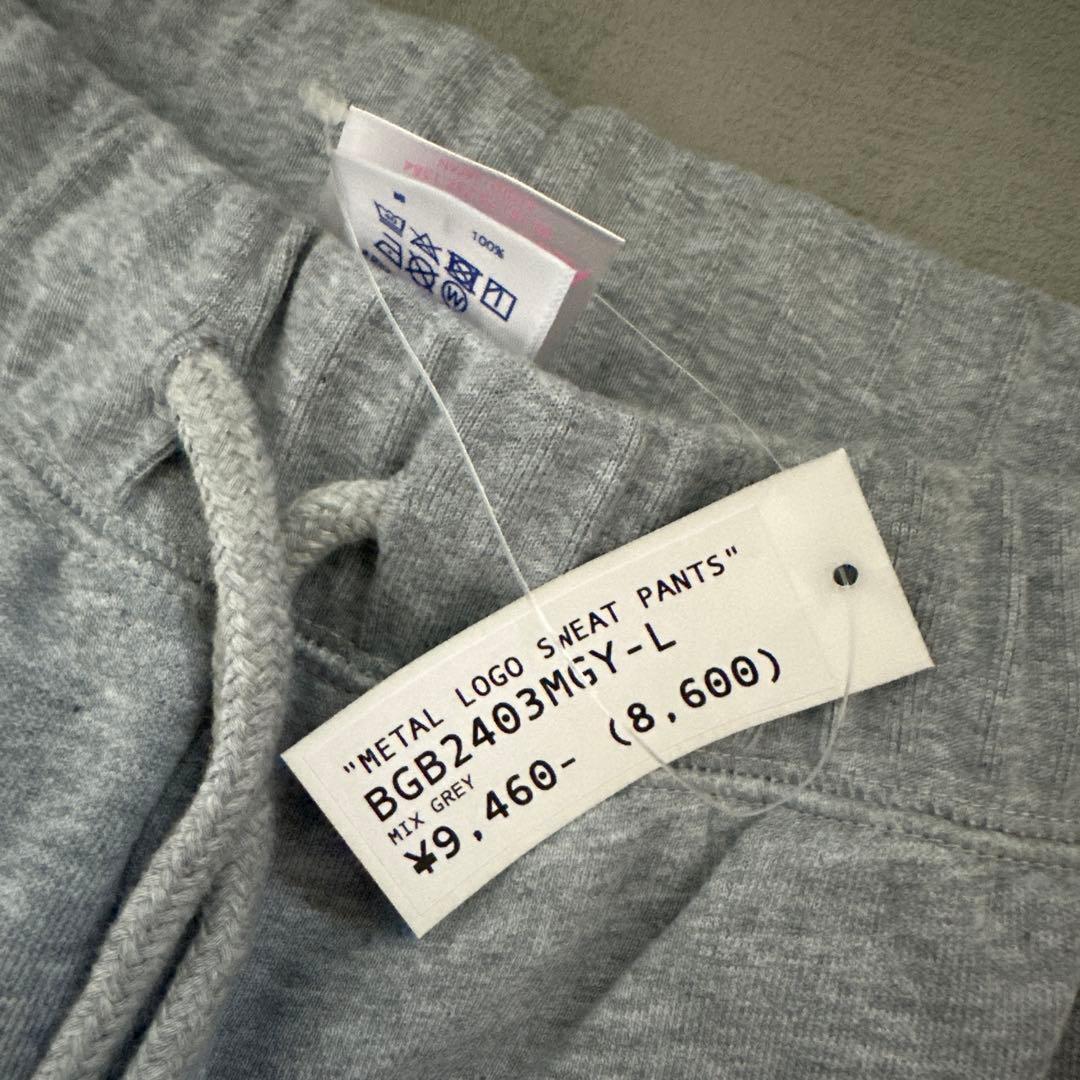 100%
W
"METAL LOGO SWEAT PANTS"
BGB2403MGY-L
MIX GREY
¥9,460- (8,600)